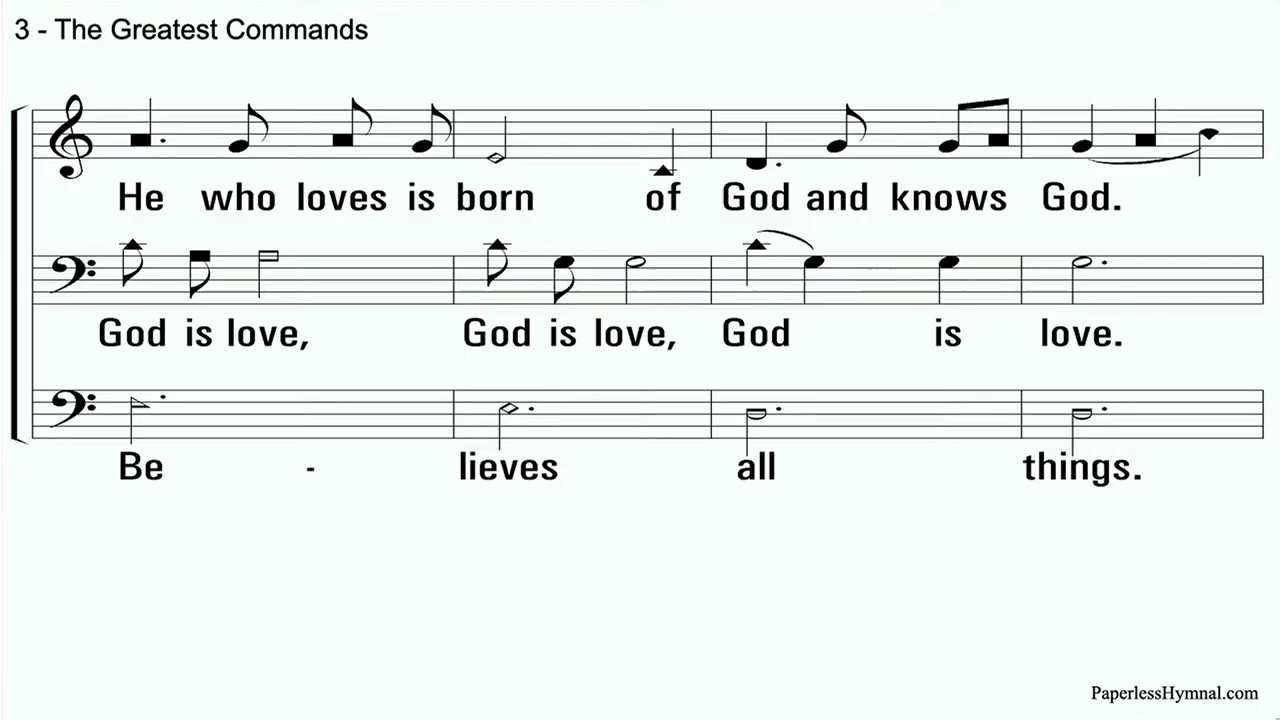 3 - The Greatest Commands
He who loves is born of God and knows God.
God is love, God is love, God is love.
Be - lieves all things.
PaperlessHymnal.com